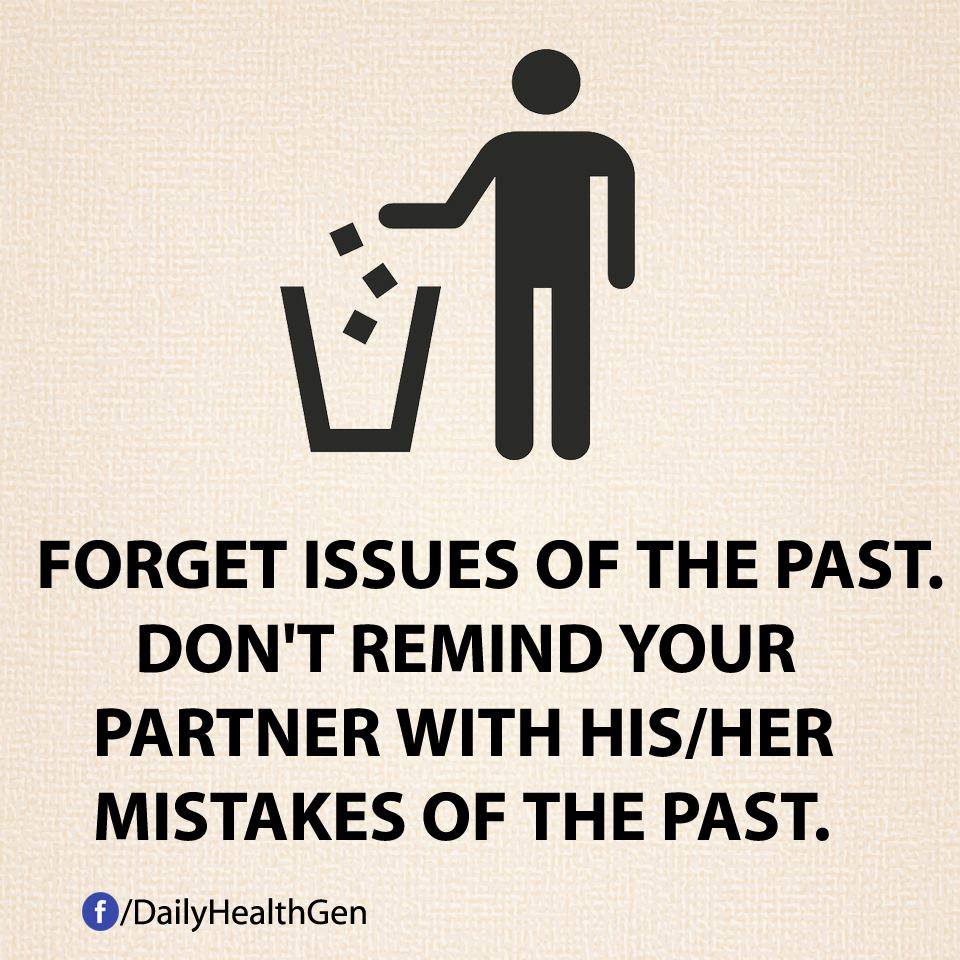 FORGET ISSUES OF THE PAST.
DON'T REMIND YOUR
PARTNER WITH HIS/HER
MISTAKES OF THE PAST.
f/DailyHealthGen